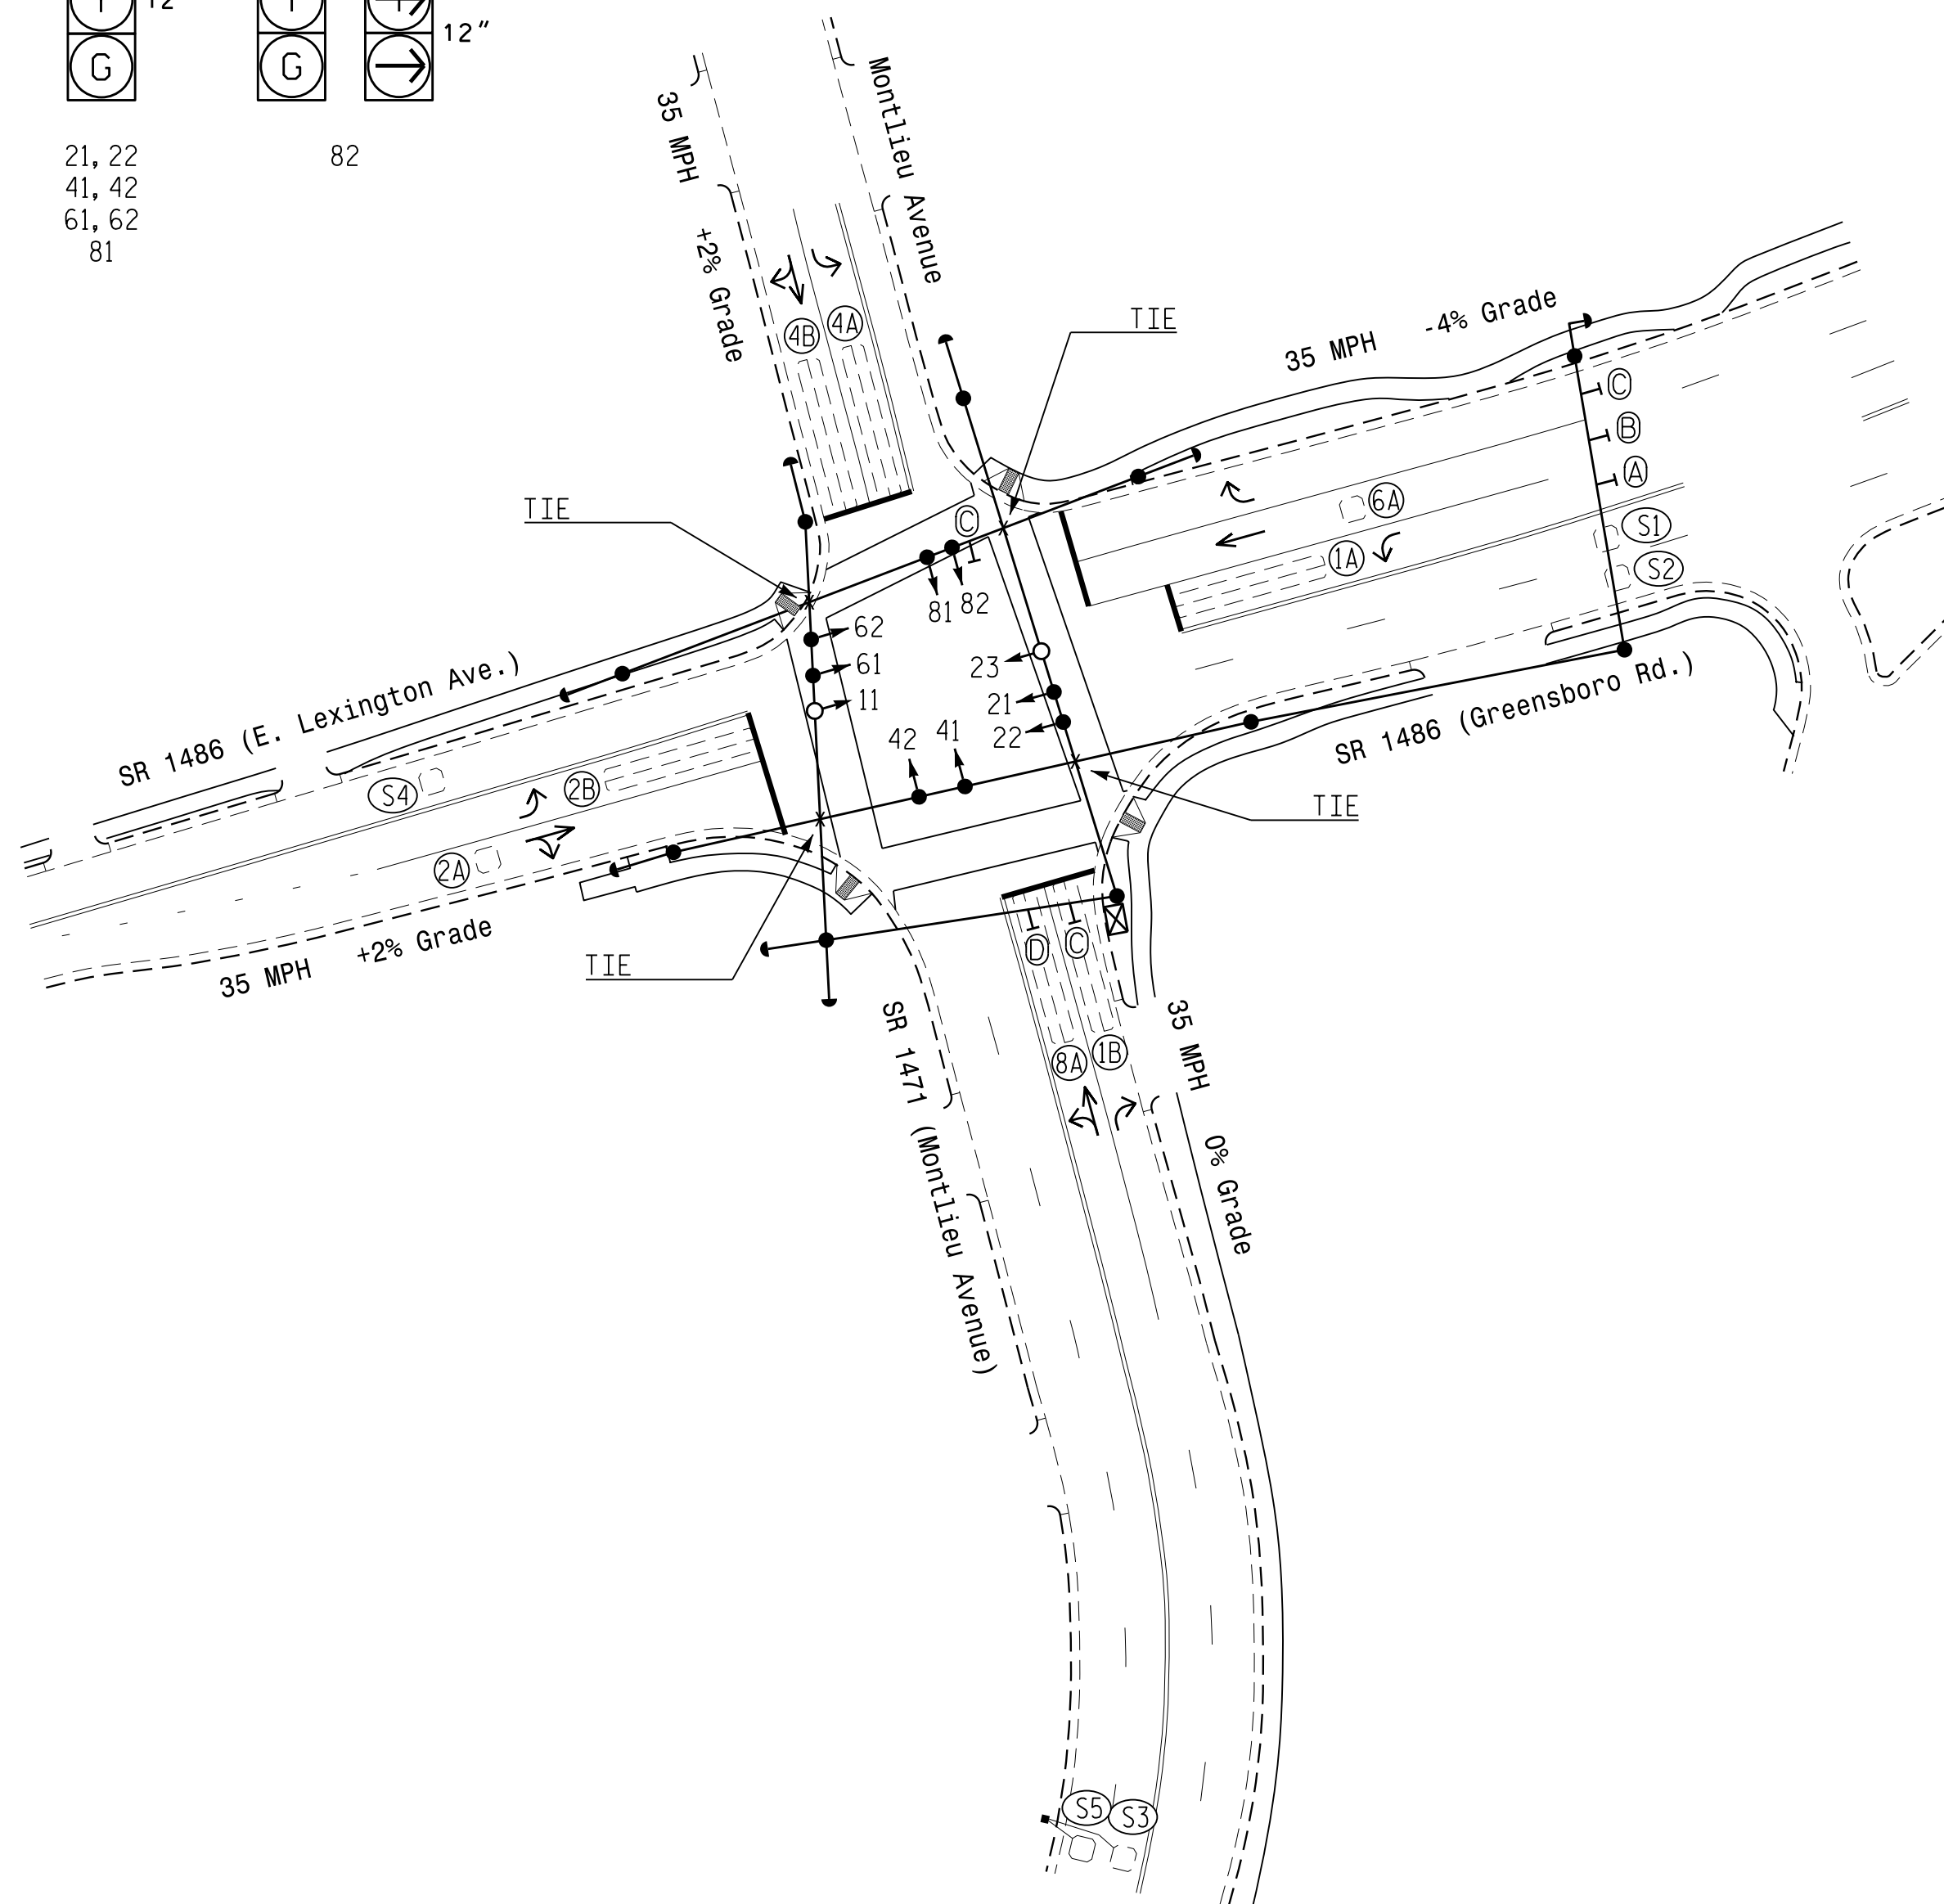 12"
G
G
21, 22
41, 42
61, 62
81
82
35 MPH +2% Grade
Montlieu Avenue
4B
4A
TIE
35 MPH -4% Grade
C
B
A
TIE
C
6A
S1
1A
S2
81
82
62
61
11
23
21
22
42
41
SR 1486 (E. Lexington Ave.)
SR 1486 (Greensboro Rd.)
S4
2B
2A
TIE
35 MPH +2% Grade
TIE
D
C
SR 1471 (Montlieu Avenue)
8A
1B
35 MPH 0% Grade
S5
S3